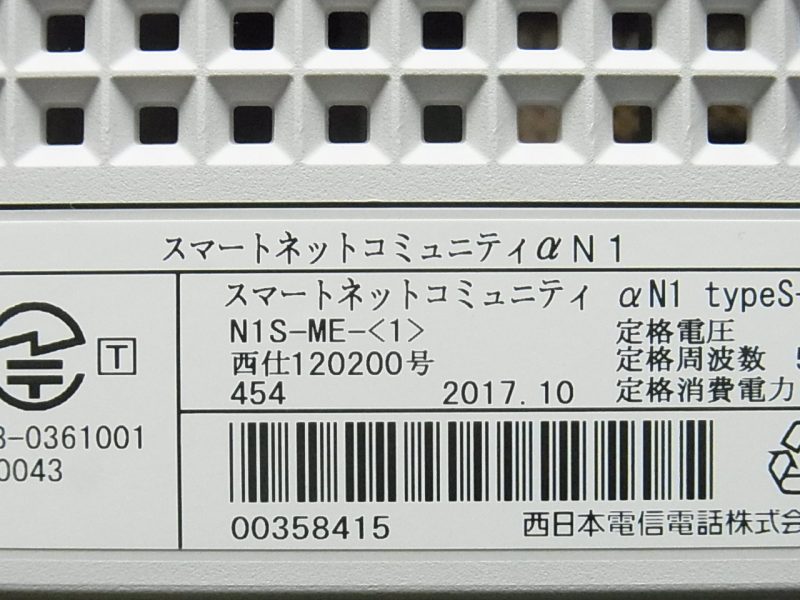 スマートネットコミュニティαN1
スマートネットコミュニティ αN1 typeS-
N1S-ME-<1>
定格電圧
西仕120200号
定格周波数
454 2017.10
定格消費電力
T
-0361001
0043
00358415
西日本電信電話株式会